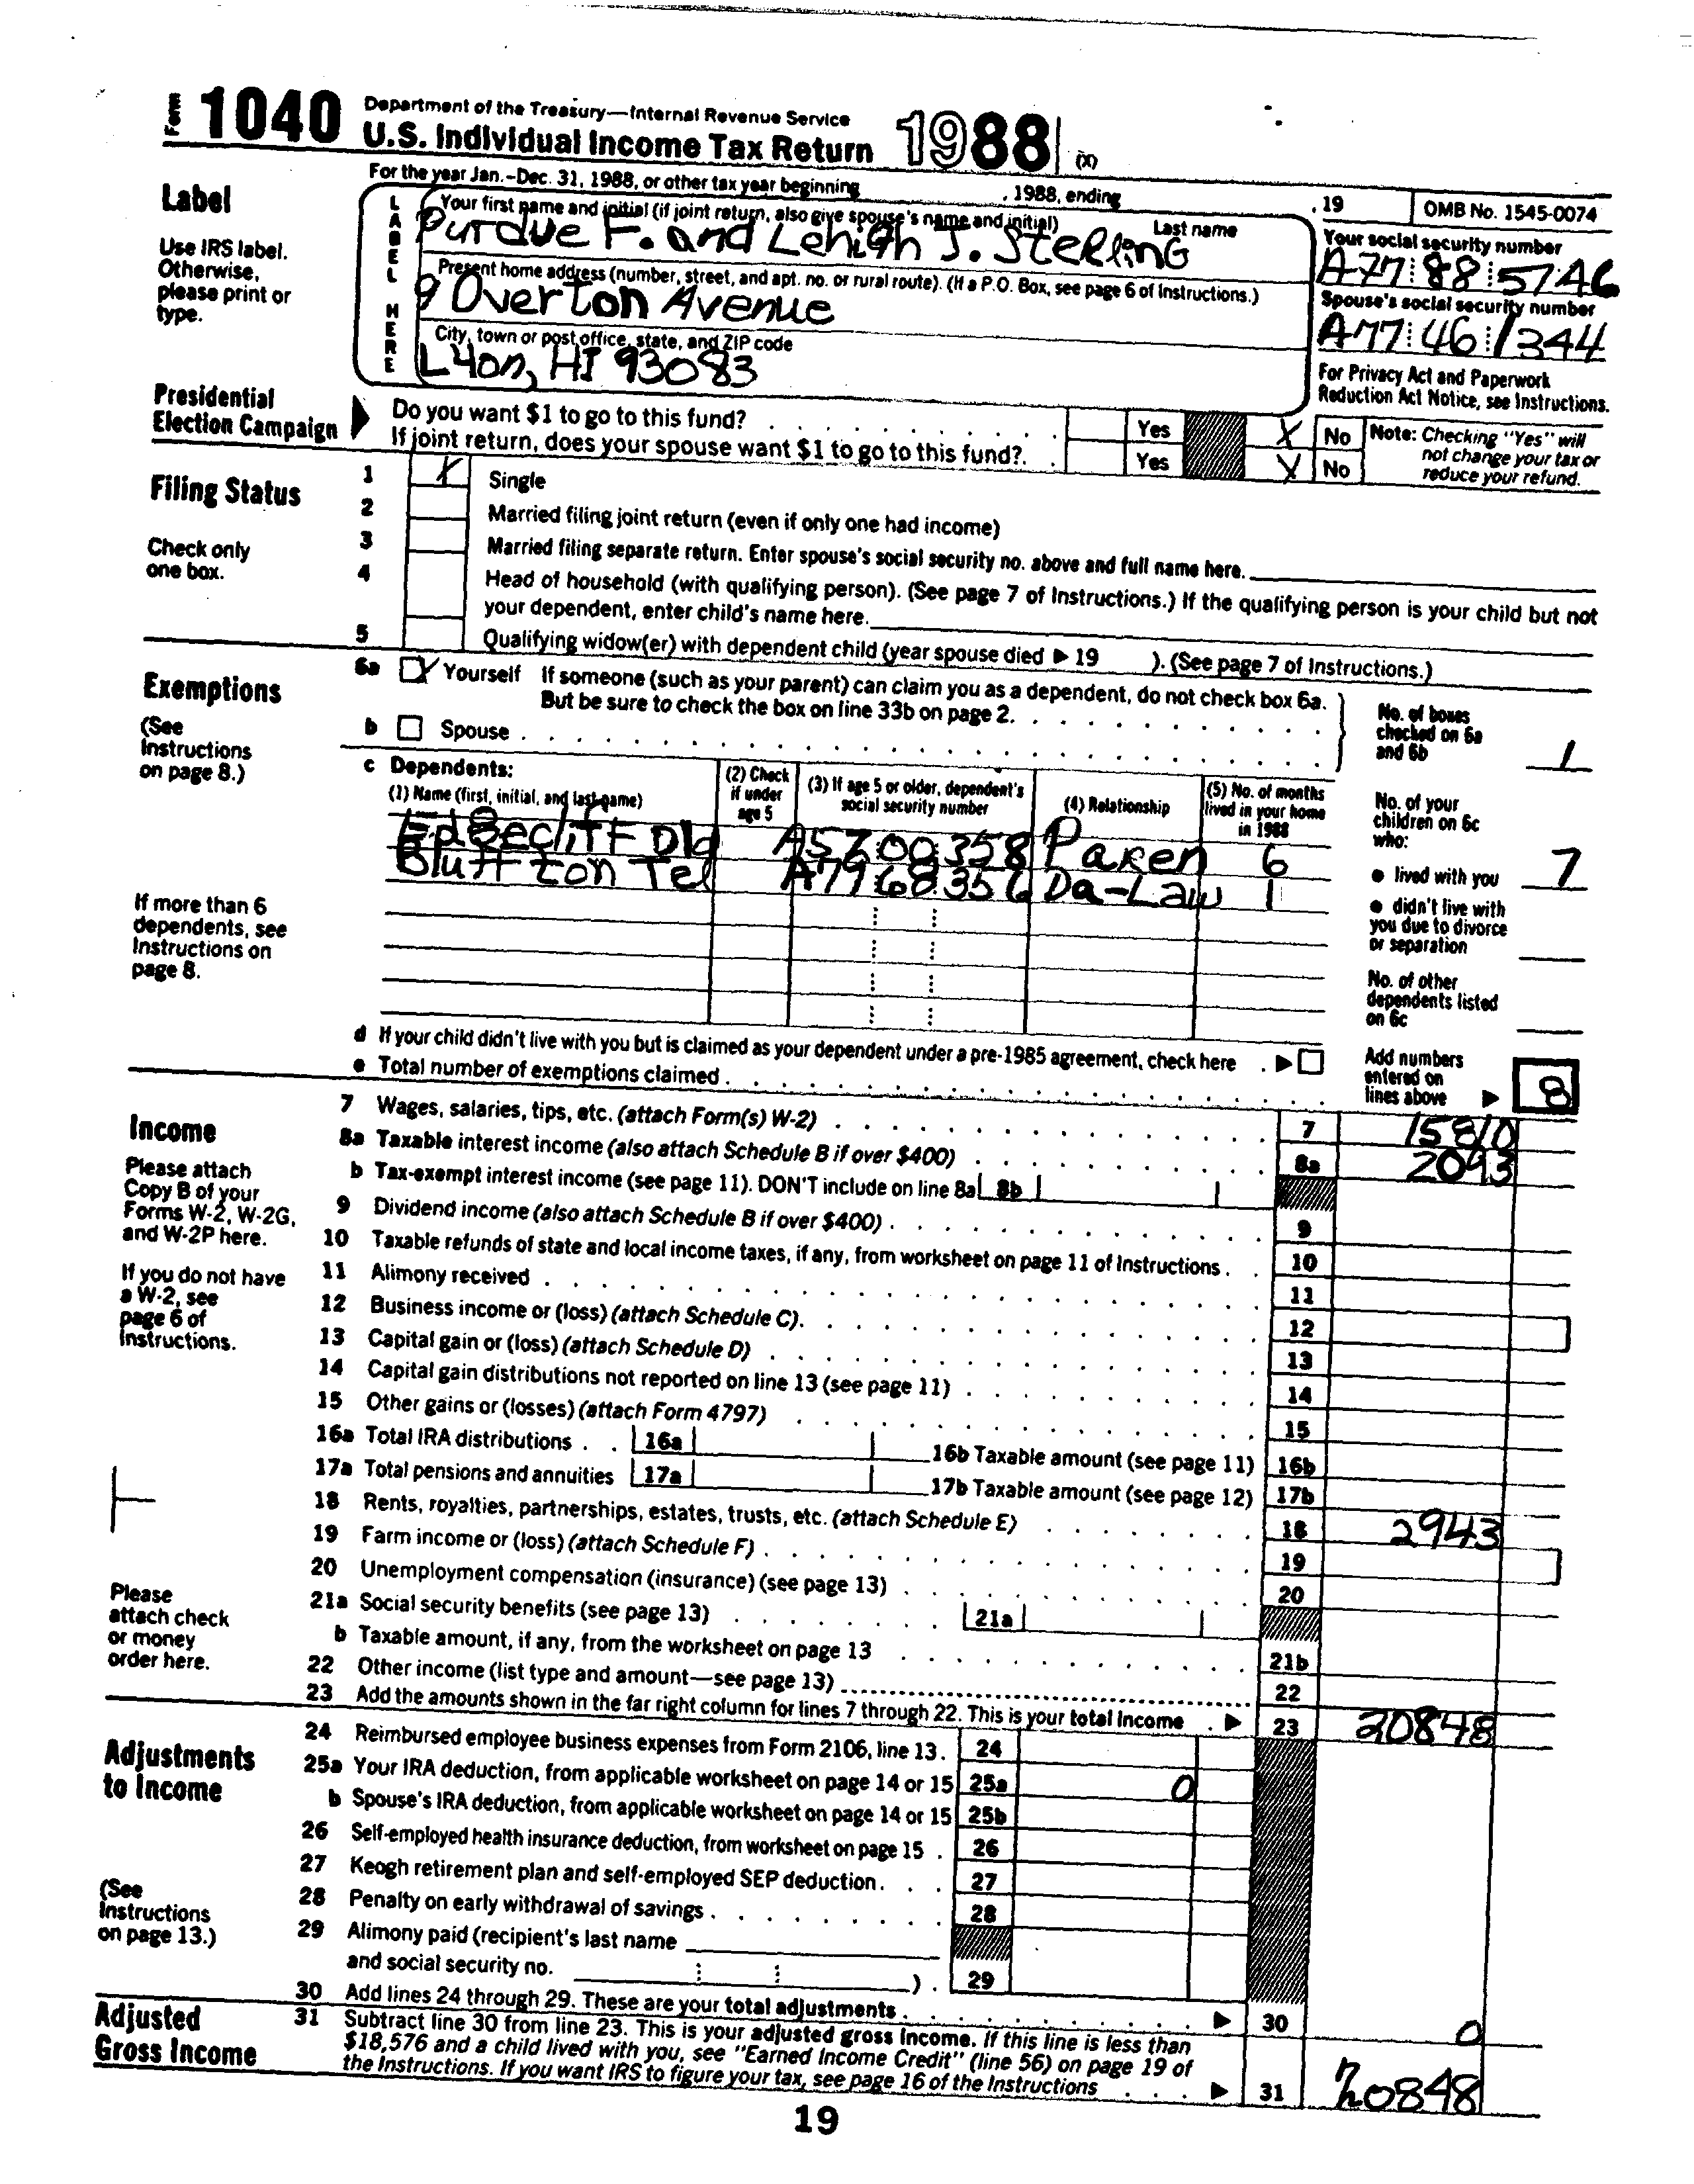 Form 1040 Department of the Treasury—Internal Revenue Service
U.S. Individual Income Tax Return 1988 (X)
For the year Jan.-Dec. 31, 1988, or other tax year beginning , 1988, ending , 19 OMB No. 1545-0074
Label
Use IRS label.
Otherwise,
please print or
type.
LABEL HERE
Your first name and initial (if joint return, also give spouse's name and initial) Last name
Purdue F. and Lehigh J. Sterling
Your social security number
A77 88 5746
Present home address (number, street, and apt. no. or rural route). (If a P.O. Box, see page 6 of Instructions.)
9 Overton Avenue
Spouse's social security number
A77 46 1344
City, town or post office, state, and ZIP code
Lyon, HI 93083
For Privacy Act and Paperwork
Reduction Act Notice, see Instructions.
Presidential
Election Campaign
Do you want $1 to go to this fund? Yes X No
If joint return, does your spouse want $1 to go to this fund?. Yes X No
Note: Checking "Yes" will
not change your tax or
reduce your refund.
Filing Status
Check only
one box.
1 X Single
2 Married filing joint return (even if only one had income)
3 Married filing separate return. Enter spouse's social security no. above and full name here.
4 Head of household (with qualifying person). (See page 7 of Instructions.) If the qualifying person is your child but not
your dependent, enter child's name here.
5 Qualifying widow(er) with dependent child (year spouse died ▶ 19 ). (See page 7 of Instructions.)
Exemptions
(See
Instructions
on page 8.)
6a X Yourself If someone (such as your parent) can claim you as a dependent, do not check box 6a.
But be sure to check the box on line 33b on page 2.
b Spouse
No. of boxes
checked on 6a
and 6b 1
c Dependents:
(1) Name (first, initial, and last name)
(2) Check
if under
age 5
(3) If age 5 or older, dependent's
social security number
(4) Relationship
(5) No. of months
lived in your home
in 1988
EdBecliff Dld A5700358 Paren 6
Bluffton Tel A7968356 Da-Law 1
No. of your
children on 6c
who:
● lived with you 7
● didn't live with
you due to divorce
or separation
No. of other
dependents listed
on 6c
If more than 6
dependents, see
Instructions on
page 8.
d If your child didn't live with you but is claimed as your dependent under a pre-1985 agreement, check here . ▶
e Total number of exemptions claimed
Add numbers
entered on
lines above ▶ 8
Income
Please attach
Copy B of your
Forms W-2, W-2G,
and W-2P here.
If you do not have
a W-2, see
page 6 of
Instructions.
Please
attach check
or money
order here.
7 Wages, salaries, tips, etc. (attach Form(s) W-2) 7 15810
8a Taxable interest income (also attach Schedule B if over $400) 8a 2093
b Tax-exempt interest income (see page 11). DON'T include on line 8a 8b
9 Dividend income (also attach Schedule B if over $400) 9
10 Taxable refunds of state and local income taxes, if any, from worksheet on page 11 of Instructions 10
11 Alimony received 11
12 Business income or (loss) (attach Schedule C). 12
13 Capital gain or (loss) (attach Schedule D) 13
14 Capital gain distributions not reported on line 13 (see page 11) 14
15 Other gains or (losses) (attach Form 4797) 15
16a Total IRA distributions 16a 16b Taxable amount (see page 11) 16b
17a Total pensions and annuities 17a 17b Taxable amount (see page 12) 17b
18 Rents, royalties, partnerships, estates, trusts, etc. (attach Schedule E) 18 2943
19 Farm income or (loss) (attach Schedule F) 19
20 Unemployment compensation (insurance) (see page 13) 20
21a Social security benefits (see page 13) 21a
b Taxable amount, if any, from the worksheet on page 13 21b
22 Other income (list type and amount—see page 13) 22
23 Add the amounts shown in the far right column for lines 7 through 22. This is your total income ▶ 23 20848
Adjustments
to Income
(See
Instructions
on page 13.)
24 Reimbursed employee business expenses from Form 2106, line 13. 24
25a Your IRA deduction, from applicable worksheet on page 14 or 15 25a 0
b Spouse's IRA deduction, from applicable worksheet on page 14 or 15 25b
26 Self-employed health insurance deduction, from worksheet on page 15 26
27 Keogh retirement plan and self-employed SEP deduction 27
28 Penalty on early withdrawal of savings 28
29 Alimony paid (recipient's last name
and social security no. ) 29
30 Add lines 24 through 29. These are your total adjustments ▶ 30 0
Adjusted
Gross Income
31 Subtract line 30 from line 23. This is your adjusted gross income. If this line is less than
$18,576 and a child lived with you, see "Earned Income Credit" (line 56) on page 19 of
the Instructions. If you want IRS to figure your tax, see page 16 of the Instructions ▶ 31 20848
19